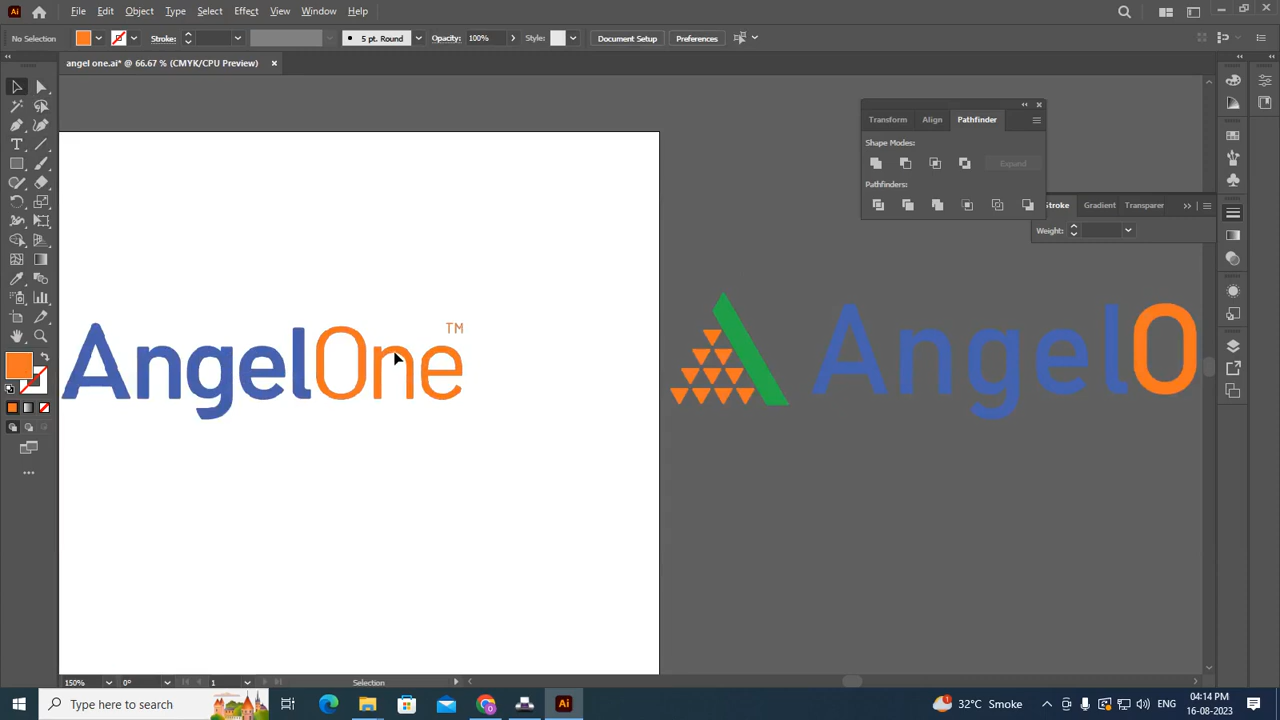 Ai
File Edit Object Type Select Effect View Window Help
No Selection
Stroke:
5 pt. Round
Opacity: 100%
Style:
Document Setup
Preferences
angel one.ai* @ 66.67 % (CMYK/CPU Preview)
Transform Align Pathfinder
Shape Modes:
Expand
Pathfinders:
Stroke Gradient Transparer
Weight:
AngelOne TM
AngelO
150% 0° 1 Selection
Type here to search
Ai
32°C Smoke
ENG
04:14 PM
16-08-2023